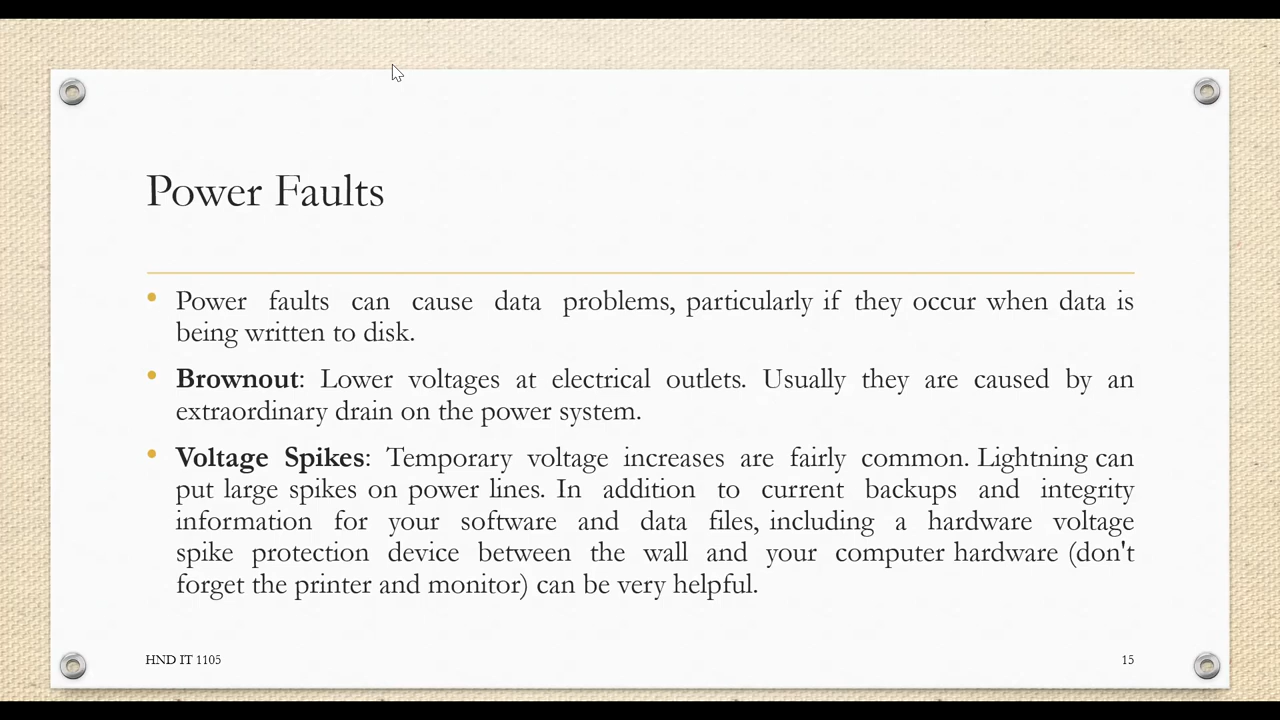 Power Faults
• Power faults can cause data problems, particularly if they occur when data is
being written to disk.
• Brownout: Lower voltages at electrical outlets. Usually they are caused by an
extraordinary drain on the power system.
• Voltage Spikes: Temporary voltage increases are fairly common. Lightning can
put large spikes on power lines. In addition to current backups and integrity
information for your software and data files, including a hardware voltage
spike protection device between the wall and your computer hardware (don't
forget the printer and monitor) can be very helpful.
HND IT 1105
15